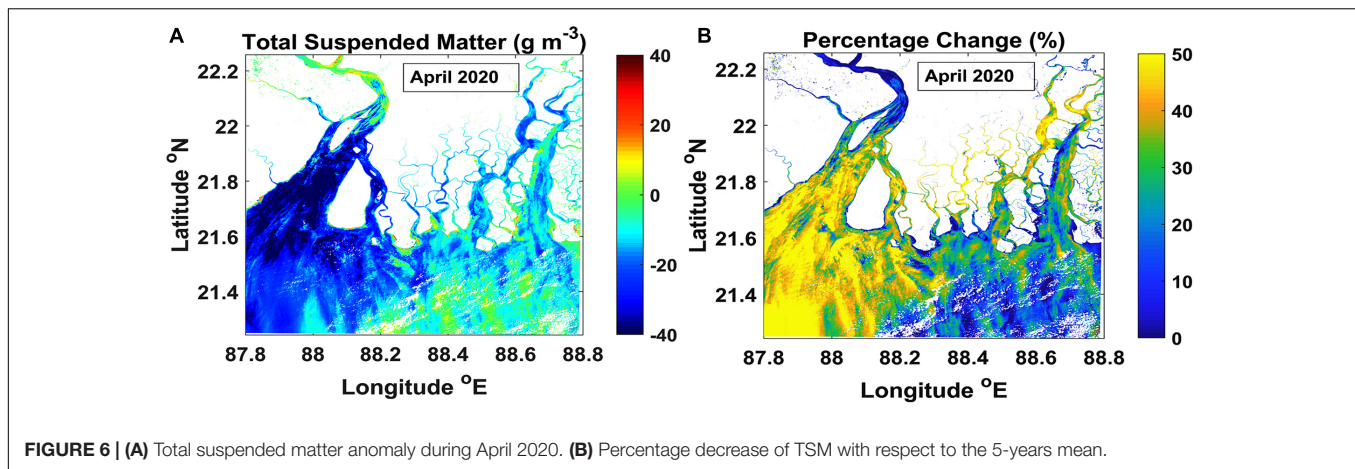 A
Total Suspended Matter (g m⁻³)
April 2020
22.2
22
21.8
21.6
21.4
Latitude °N
87.8 88 88.2 88.4 88.6 88.8
Longitude °E
40
20
0
-20
-40
B
Percentage Change (%)
April 2020
22.2
22
21.8
21.6
21.4
Latitude °N
87.8 88 88.2 88.4 88.6 88.8
Longitude °E
50
40
30
20
10
0
FIGURE 6 | (A) Total suspended matter anomaly during April 2020. (B) Percentage decrease of TSM with respect to the 5-years mean.